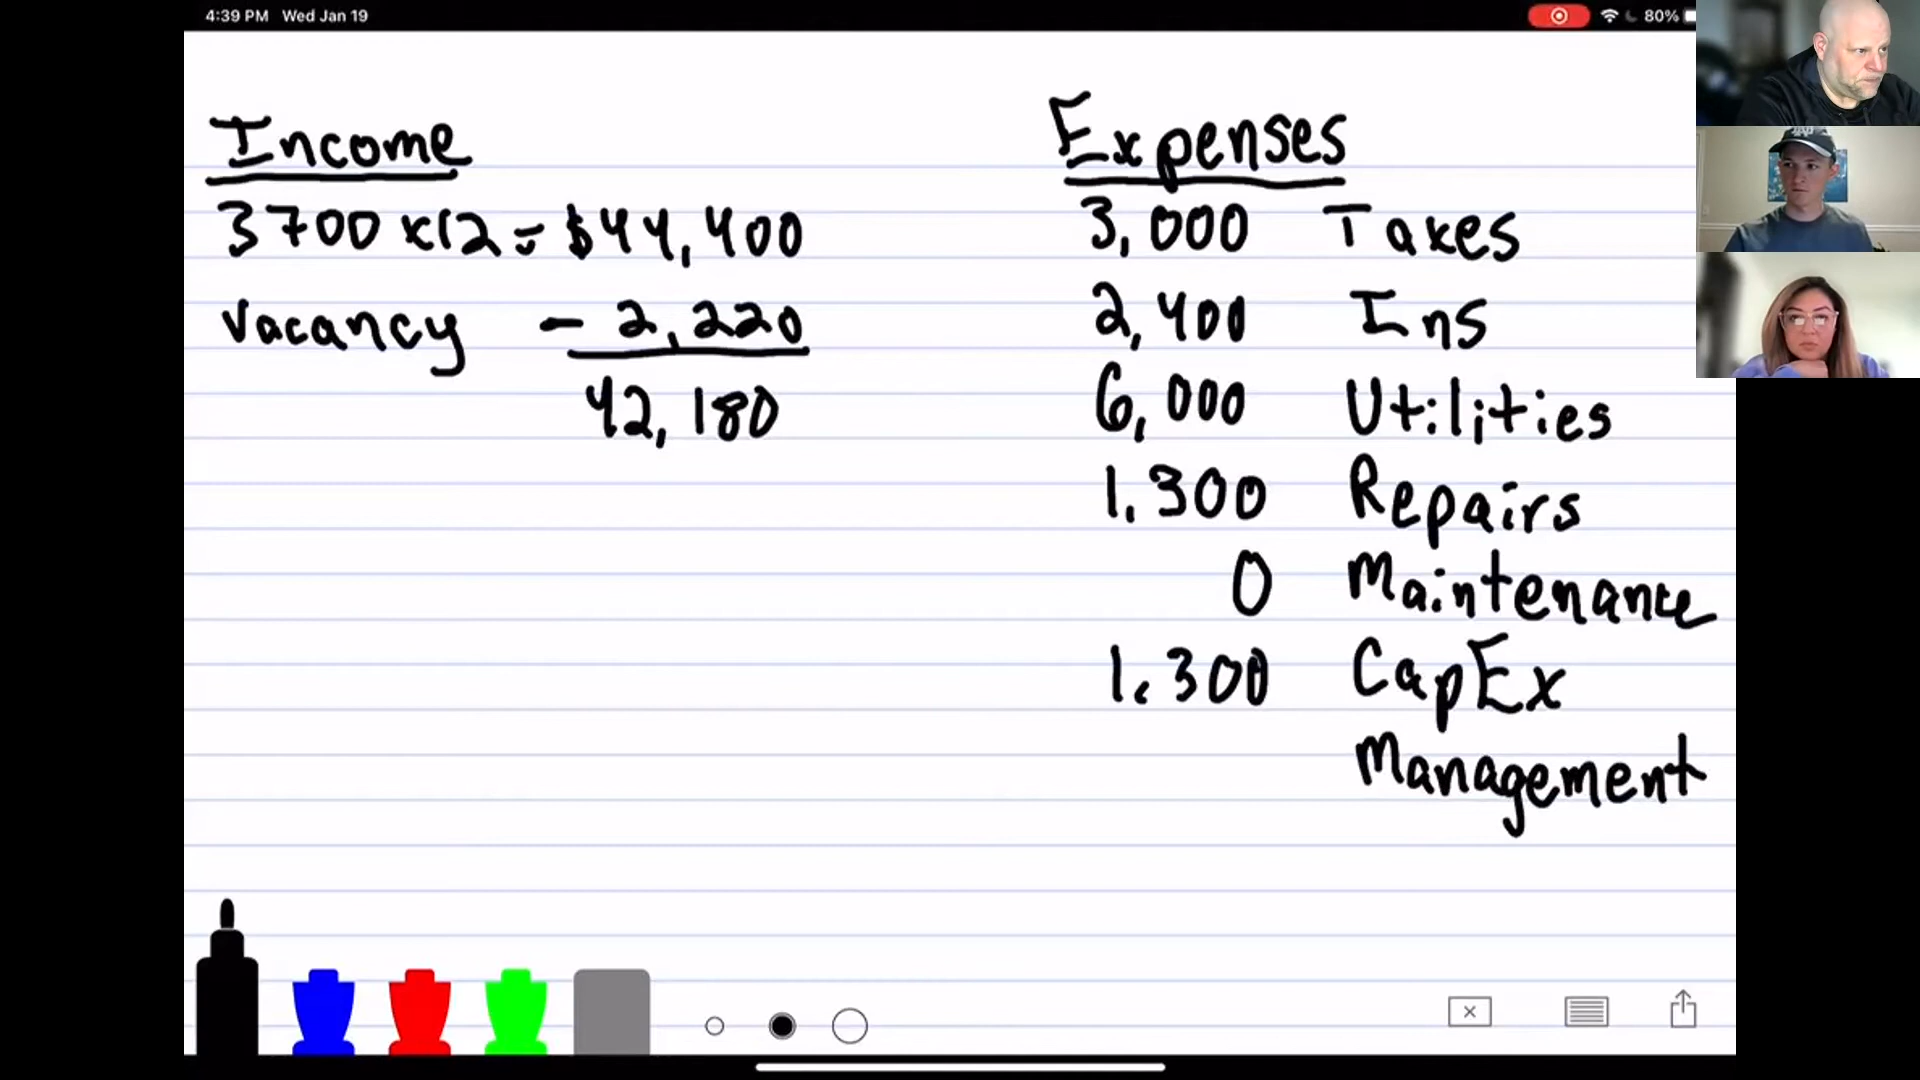 4:39 PM Wed Jan 19
80%
Income
3700 x12 = $44,400
Vacancy - 2,220
42,180
Expenses
3,000 Taxes
2,400 Ins
6,000 Utilities
1,300 Repairs
0 Maintenance
1,300 CapEx
Management